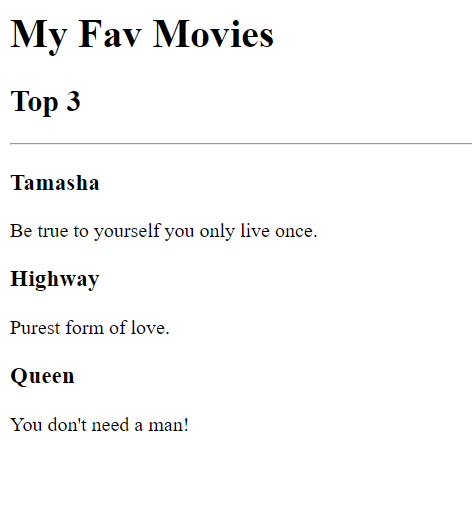 My Fav Movies
Top 3
Tamasha
Be true to yourself you only live once.
Highway
Purest form of love.
Queen
You don't need a man!